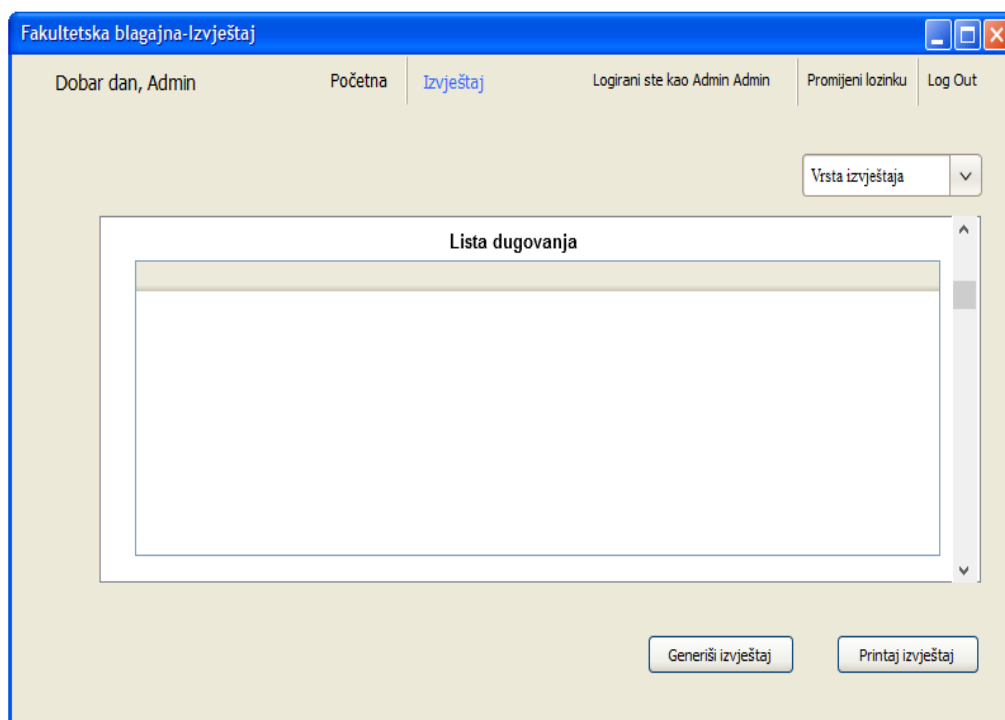 Fakultetska blagajna-Izvještaj
Dobar dan, Admin
Početna
Izvještaj
Logirani ste kao Admin Admin
Promijeni lozinku
Log Out
Vrsta izvještaja
Lista dugovanja
Generiši izvještaj
Printaj izvještaj